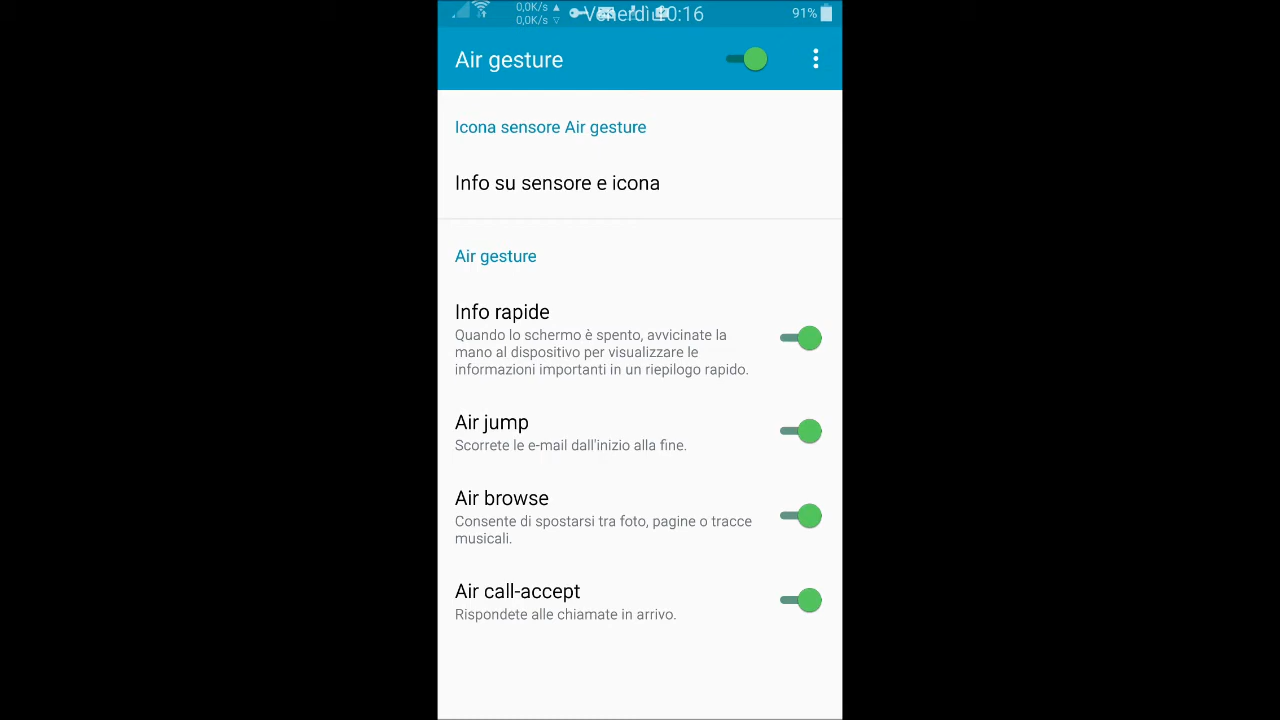 0,0K/s
0,0K/s
Venerdì 10:16
91%
Air gesture
Icona sensore Air gesture
Info su sensore e icona
Air gesture
Info rapide
Quando lo schermo è spento, avvicinate la
mano al dispositivo per visualizzare le
informazioni importanti in un riepilogo rapido.
Air jump
Scorrete le e-mail dall'inizio alla fine.
Air browse
Consente di spostarsi tra foto, pagine o tracce
musicali.
Air call-accept
Rispondete alle chiamate in arrivo.